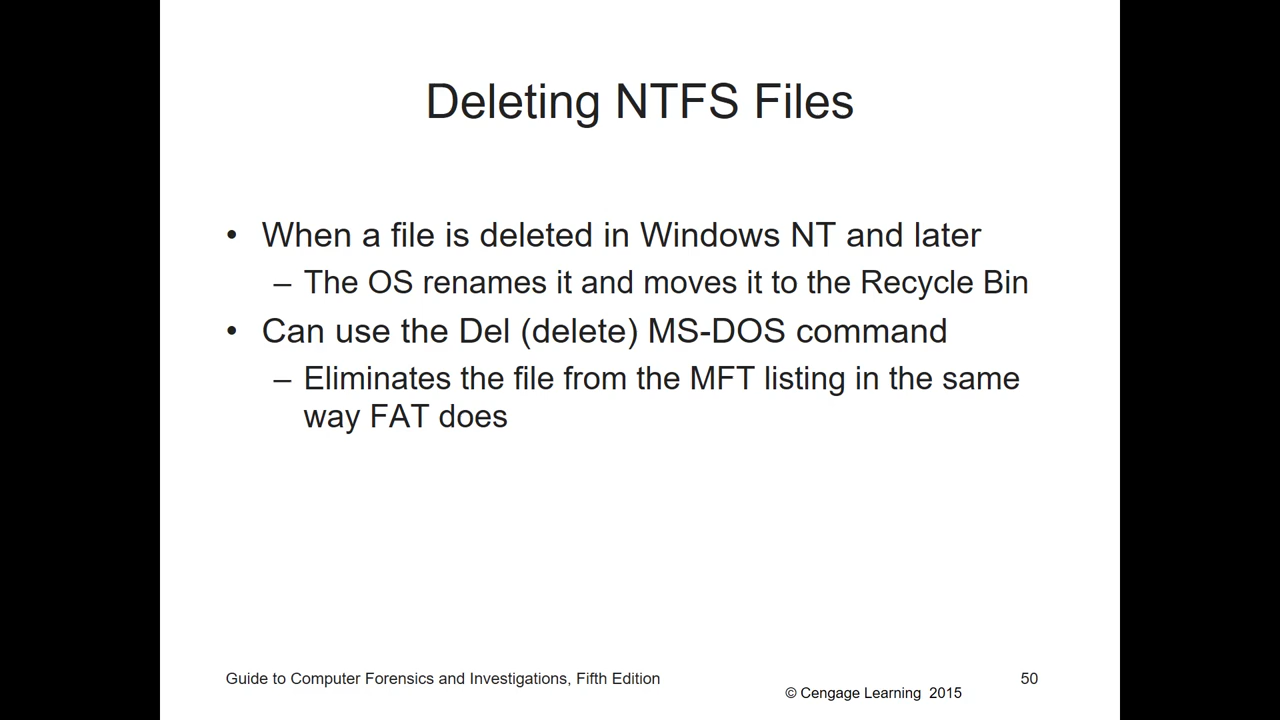 Deleting NTFS Files
• When a file is deleted in Windows NT and later
– The OS renames it and moves it to the Recycle Bin
• Can use the Del (delete) MS-DOS command
– Eliminates the file from the MFT listing in the same
way FAT does
Guide to Computer Forensics and Investigations, Fifth Edition
50
© Cengage Learning 2015